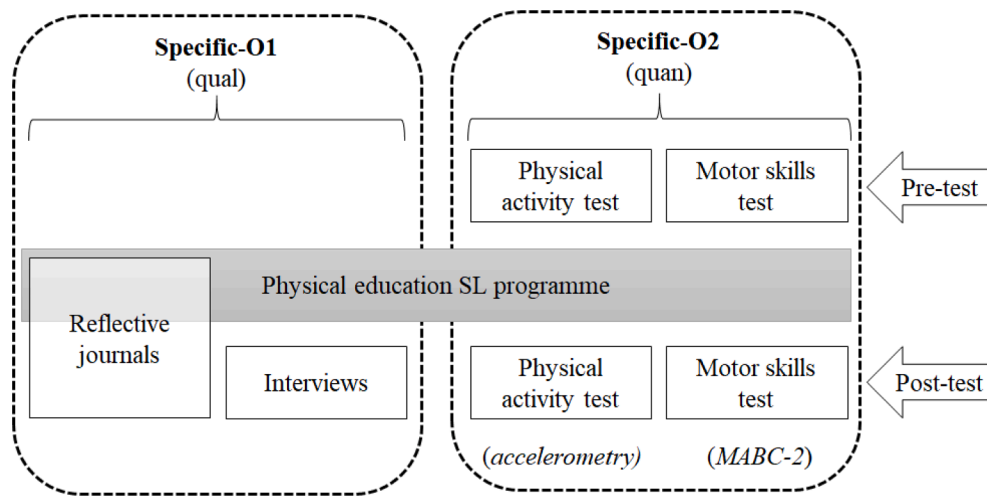 Specific-O1
(qual)
Specific-O2
(quan)
Physical
activity test
Motor skills
test
Pre-test
Physical education SL programme
Reflective
journals
Interviews
Physical
activity test
Motor skills
test
Post-test
(accelerometry)
(MABC-2)